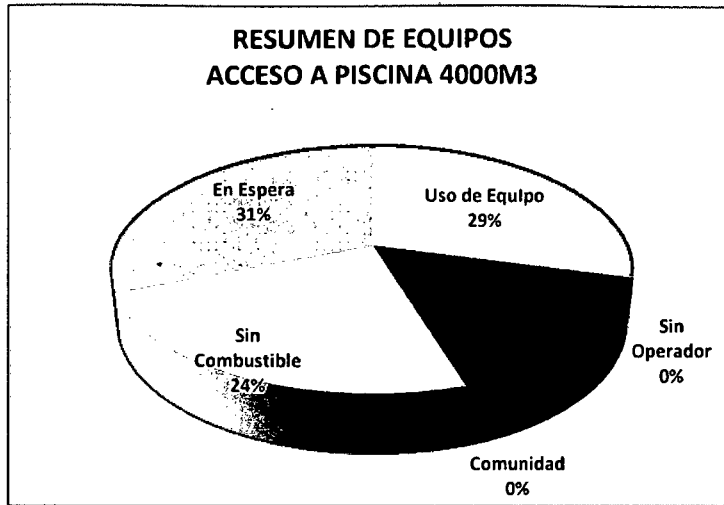 RESUMEN DE EQUIPOS
ACCESO A PISCINA 4000M3
En Espera
31%
Uso de Equipo
29%
Sin
Operador
0%
Sin
Combustible
24%
Comunidad
0%